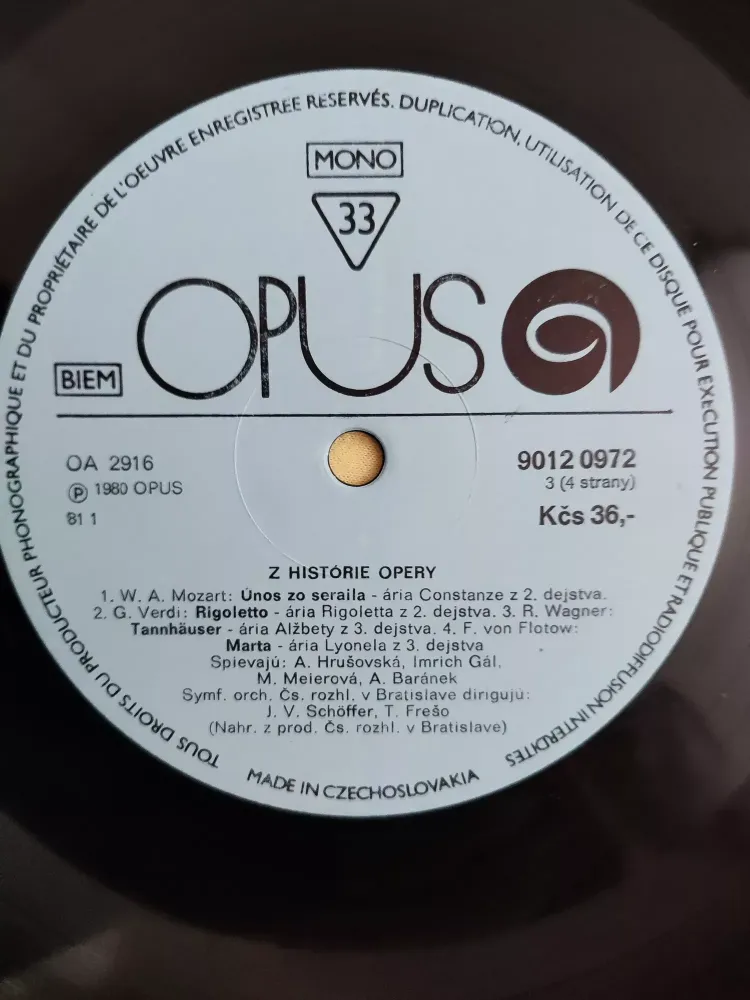 TOUS DROITS DU PRODUCTEUR PHONOGRAPHIQUE ET DU PROPRIÉTAIRE DE L'OEUVRE ENREGISTREE RESERVÉS. DUPLICATION, UTILISATION DE CE DISQUE POUR EXÉCUTION PUBLIQUE ET RADIODIFFUSION INTERDITES
MONO
33
OPUS
BIEM
OA 2916
9012 0972
Ⓟ 1980 OPUS
3 (4 strany)
81 1
Kčs 36,-
Z HISTÓRIE OPERY
1. W. A. Mozart: Únos zo seraila - ária Constanze z 2. dejstva.
2. G. Verdi: Rigoletto - ária Rigoletta z 2. dejstva. 3. R. Wagner:
Tannhäuser - ária Alžbety z 3. dejstva. 4. F. von Flotow:
Marta - ária Lyonela z 3. dejstva
Spievajú: A. Hrušovská, Imrich Gál,
M. Meierová, A. Baránek
Symf. orch. Čs. rozhl. v Bratislave dirigujú:
J. V. Schöffer, T. Frešo
(Nahr. z prod. Čs. rozhl. v Bratislave)
MADE IN CZECHOSLOVAKIA